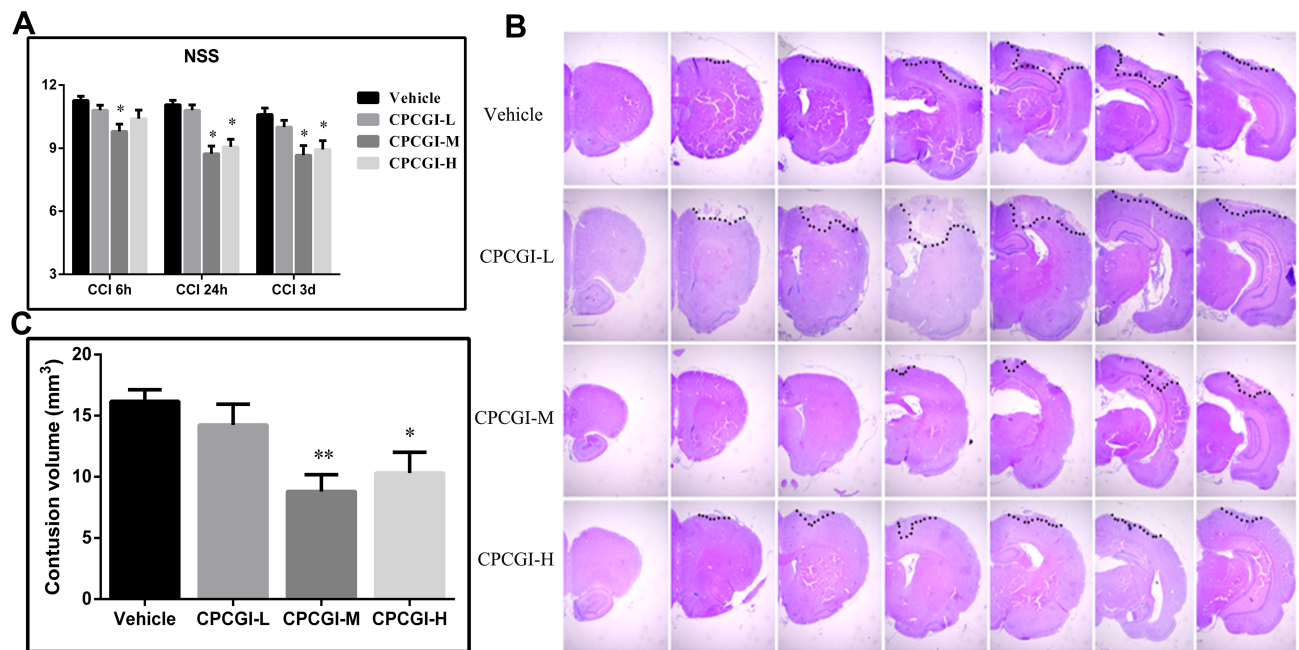 A
NSS
12
9
6
3
* * * * *
CCI 6h CCI 24h CCI 3d
Vehicle
CPCGI-L
CPCGI-M
CPCGI-H
B
Vehicle
CPCGI-L
CPCGI-M
CPCGI-H
C
Contusion volume (mm³)
20
15
10
5
0
** *
Vehicle CPCGI-L CPCGI-M CPCGI-H